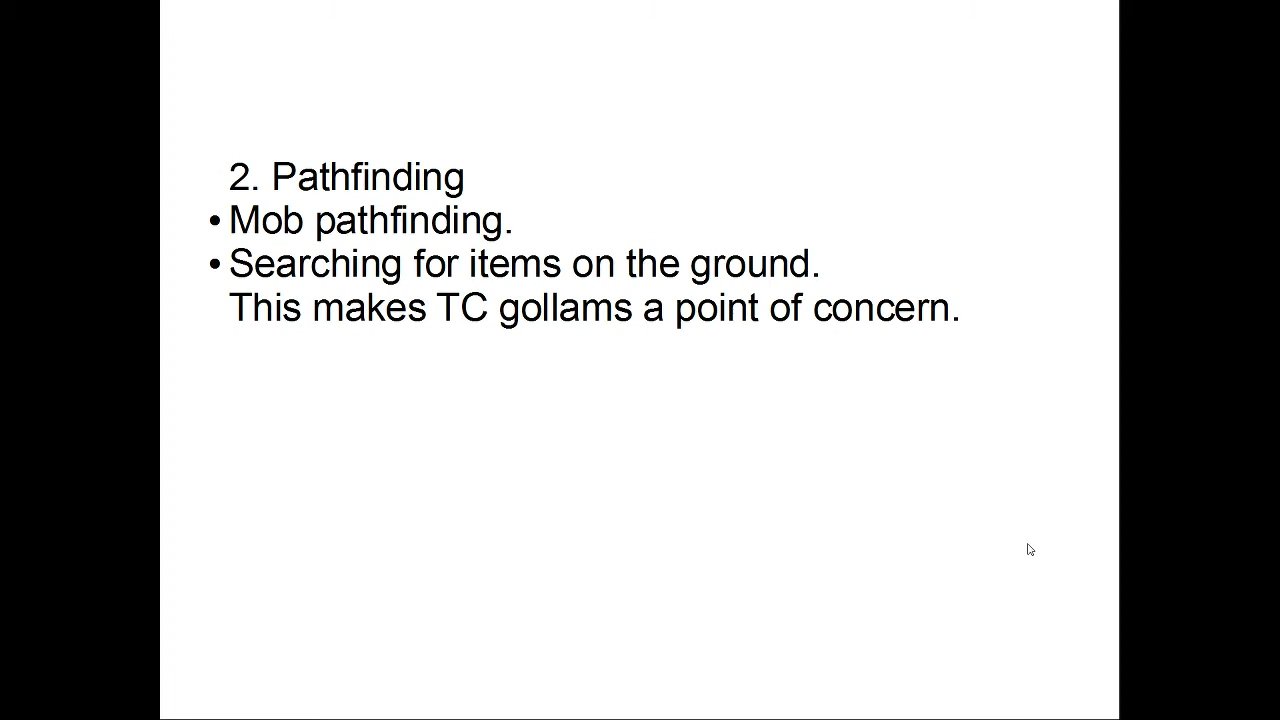 2. Pathfinding
• Mob pathfinding.
• Searching for items on the ground.
This makes TC gollams a point of concern.